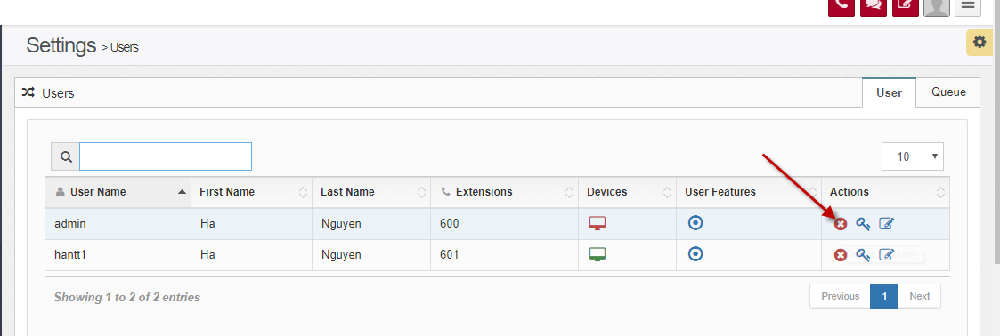 Settings > Users
Users
User Queue
10
User Name First Name Last Name Extensions Devices User Features Actions
admin Ha Nguyen 600
hantt1 Ha Nguyen 601
Showing 1 to 2 of 2 entries
Previous 1 Next